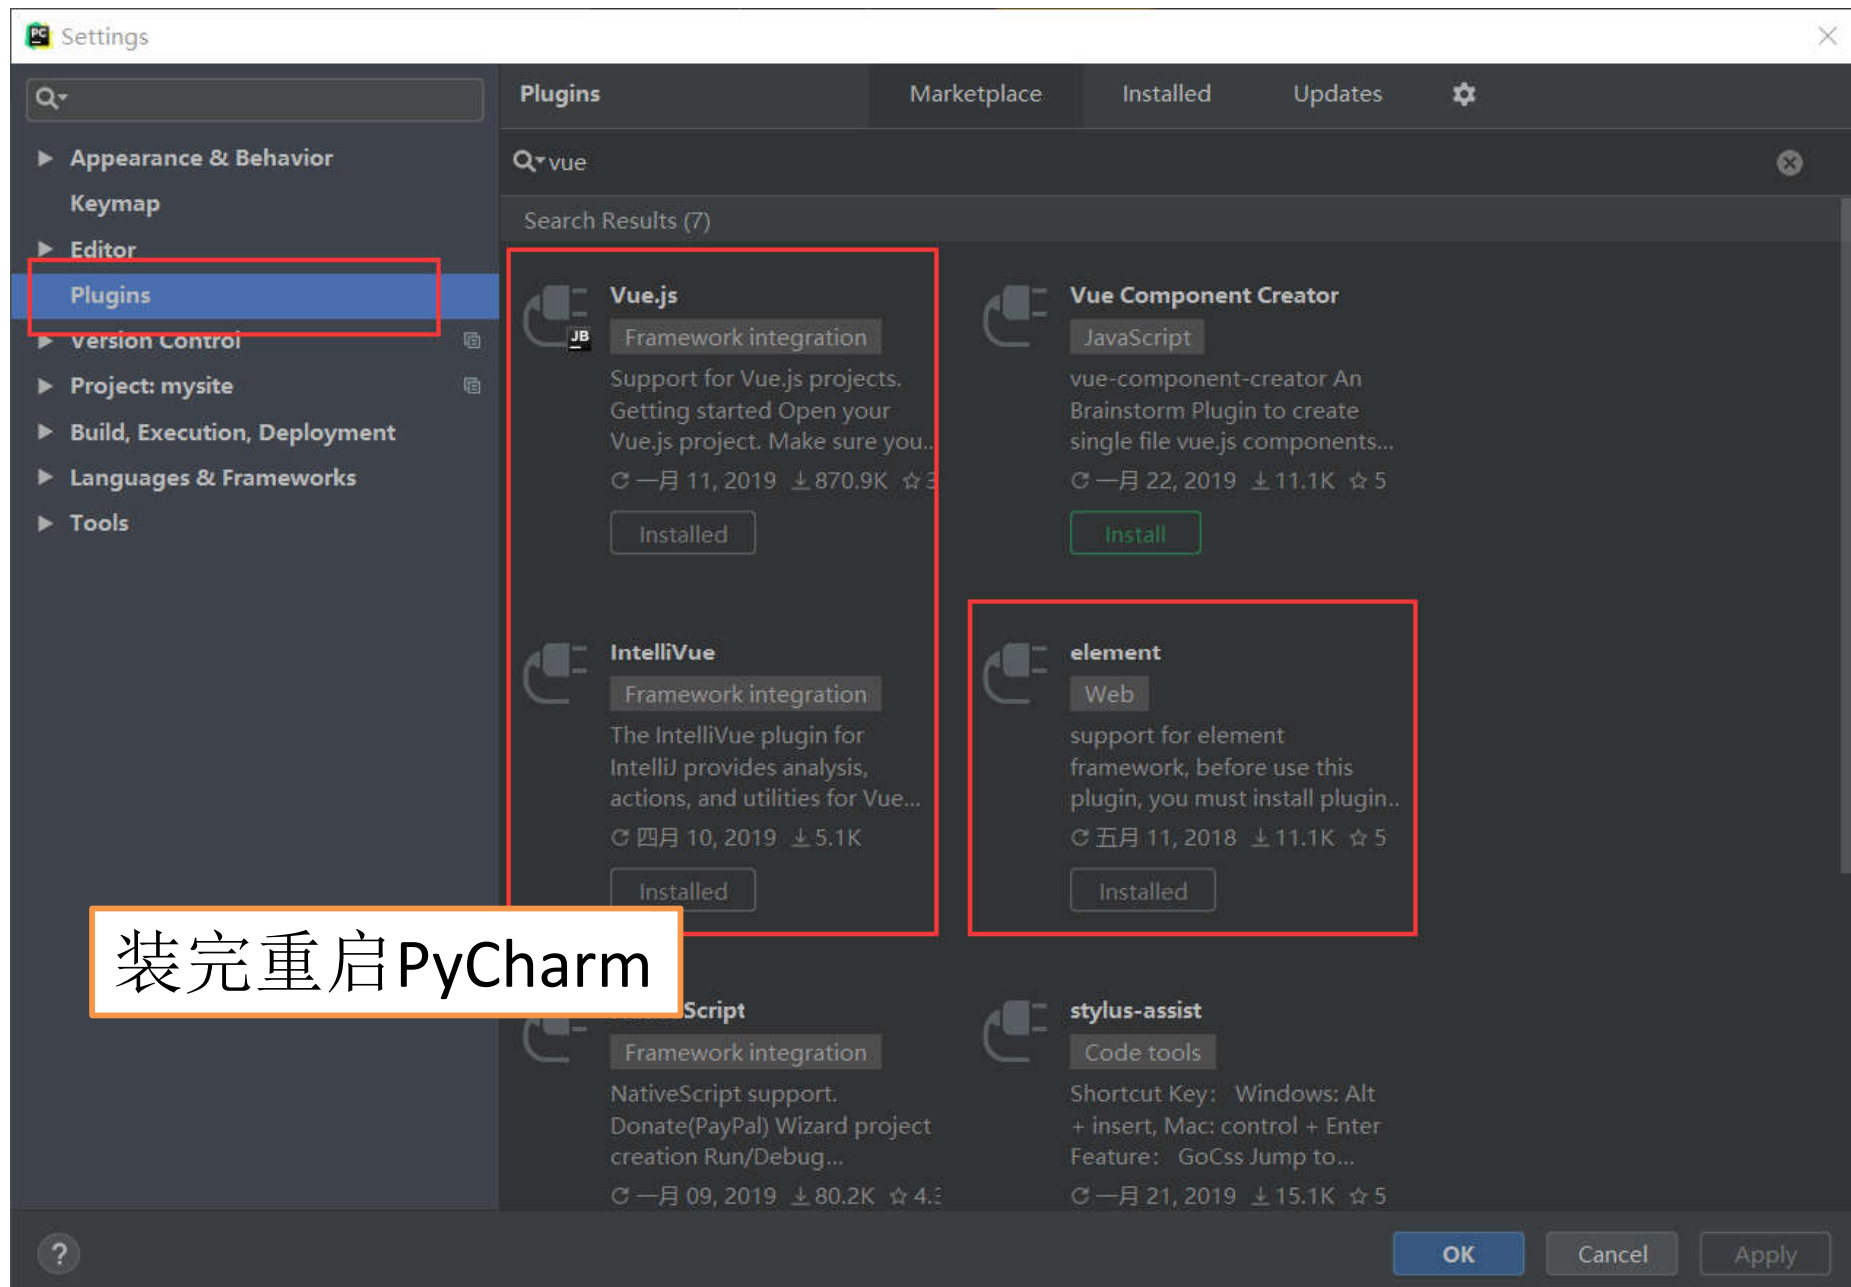 Settings
Plugins
Marketplace
Installed
Updates
vue
Search Results (7)
Appearance & Behavior
Keymap
Editor
Plugins
Version Control
Project: mysite
Build, Execution, Deployment
Languages & Frameworks
Tools
Vue.js
JB
Framework integration
Support for Vue.js projects.
Getting started Open your
Vue.js project. Make sure you..
一月 11, 2019 870.9K
Installed
Vue Component Creator
JavaScript
vue-component-creator An
Brainstorm Plugin to create
single file vue.js components...
一月 22, 2019 11.1K 5
Install
IntelliVue
Framework integration
The IntelliVue plugin for
IntelliJ provides analysis,
actions, and utilities for Vue...
四月 10, 2019 5.1K
Installed
element
Web
support for element
framework, before use this
plugin, you must install plugin..
五月 11, 2018 11.1K 5
Installed
装完重启PyCharm
Script
Framework integration
NativeScript support.
Donate(PayPal) Wizard project
creation Run/Debug...
一月 09, 2019 80.2K 4.
stylus-assist
Code tools
Shortcut Key： Windows: Alt
+ insert, Mac: control + Enter
Feature： GoCss Jump to...
一月 21, 2019 15.1K 5
?
OK
Cancel
Apply